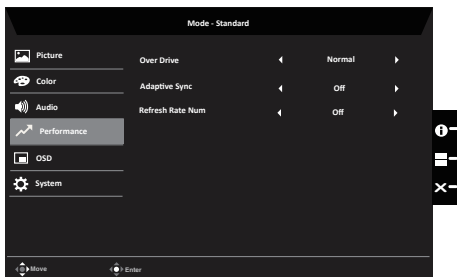 Mode - Standard
Picture
Color
Audio
Performance
OSD
System
Over Drive Normal
Adaptive Sync Off
Refresh Rate Num Off
Move Enter